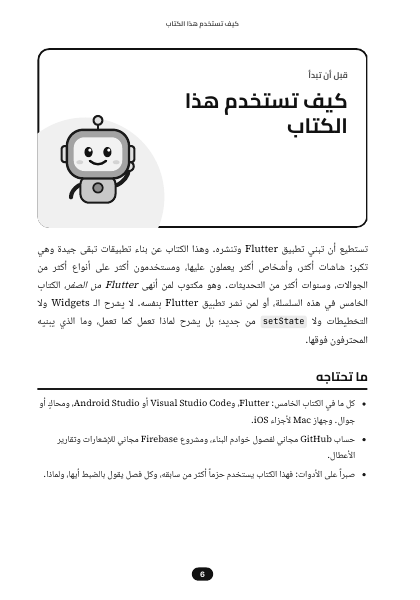 كيف تستخدم هذا الكتاب
قبل أن تبدأ
كيف تستخدم هذا
الكتاب
تستطيع أن تبني تطبيق Flutter وتنشره. وهذا الكتاب عن بناء تطبيقات تبقى جيدة وهي
تكبر: شاشات أكثر، وأشخاص أكثر يعملون عليها، ومستخدمون أكثر على أنواع أكثر من
الجوالات، وسنوات أكثر من التحديثات. وهو مكتوب لمن أنهى Flutter من الصفر، الكتاب
الخامس في هذه السلسلة، أو لمن نشر تطبيق Flutter بنفسه. لا يشرح الـ Widgets ولا
التخطيطات ولا setState من جديد؛ بل يشرح لماذا تعمل كما تعمل، وما الذي يبنيه
المحترفون فوقها.
ما تحتاجه
• كل ما في الكتاب الخامس: Flutter، وVisual Studio Code أو Android Studio، ومحاكٍ أو
جوال. وجهاز Mac لأجزاء iOS.
• حساب GitHub مجاني لفصول خوادم البناء، ومشروع Firebase مجاني للإشعارات وتقارير
الأعطال.
• صبراً على الأدوات: فهذا الكتاب يستخدم حزماً أكثر من سابقه، وكل فصل يقول بالضبط أيها، ولماذا.
6